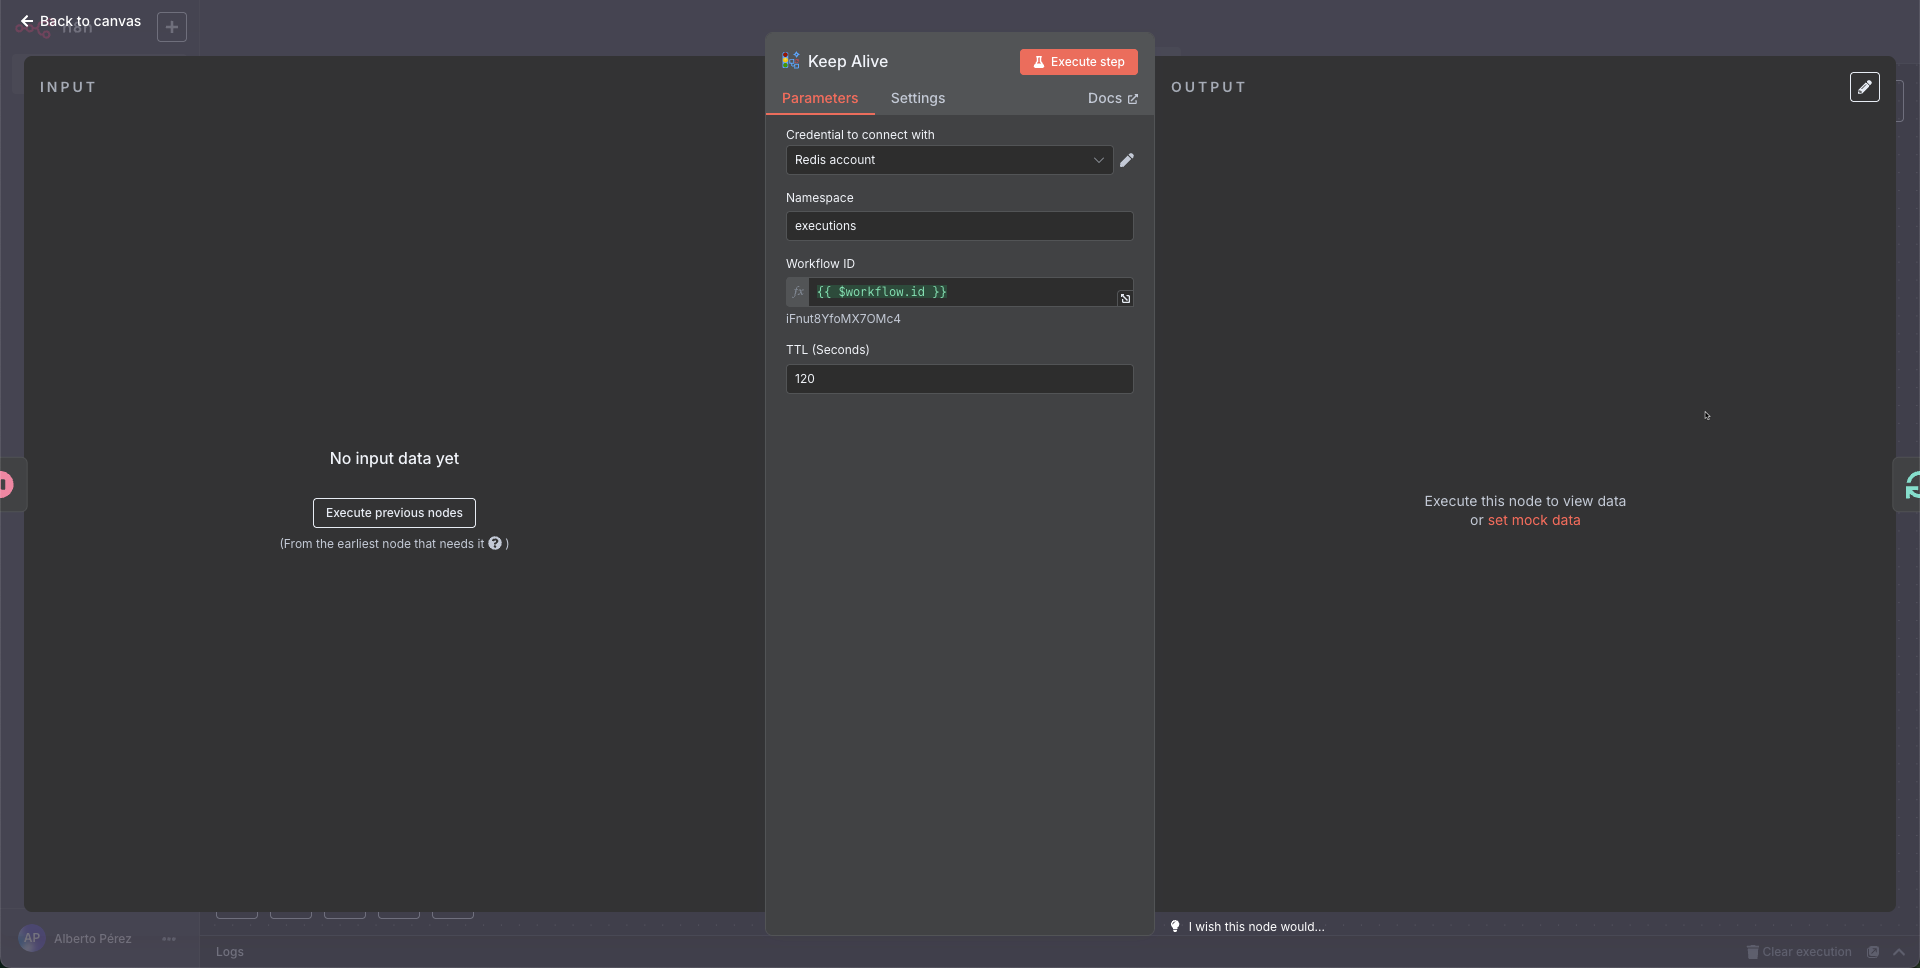 Back to canvas
n8n
INPUT
No input data yet
Execute previous nodes
(From the earliest node that needs it ? )
Keep Alive
Execute step
Parameters
Settings
Docs
Credential to connect with
Redis account
Namespace
executions
Workflow ID
fx {{ $workflow.id }}
iFnut8YfoMX7OMc4
TTL (Seconds)
120
OUTPUT
Execute this node to view data
or set mock data
I wish this node would...
AP Alberto Pérez
Logs
Clear execution